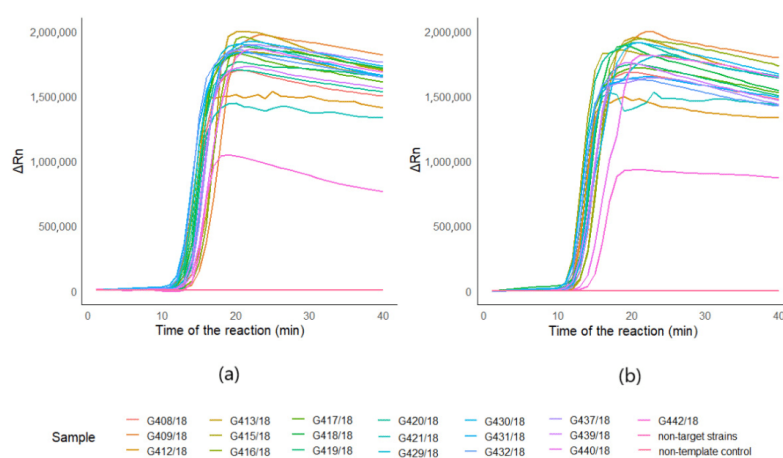 2,000,000
1,500,000
1,000,000
500,000
0
ΔRn
0 10 20 30 40
Time of the reaction (min)
(a)
2,000,000
1,500,000
1,000,000
500,000
0
ΔRn
0 10 20 30 40
Time of the reaction (min)
(b)
Sample
G408/18 G413/18 G417/18 G420/18 G430/18 G437/18 G442/18
G409/18 G415/18 G418/18 G421/18 G431/18 G439/18 non-target strains
G412/18 G416/18 G419/18 G429/18 G432/18 G440/18 non-template control